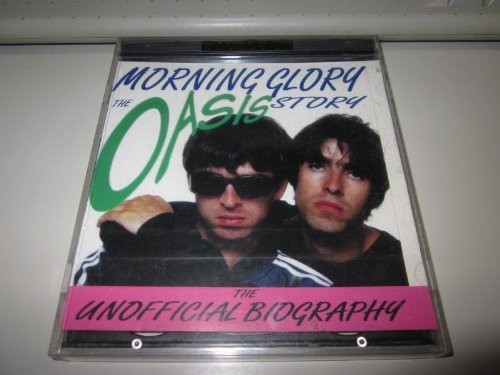 MORNING GLORY
THE OASIS STORY
THE
UNOFFICIAL BIOGRAPHY